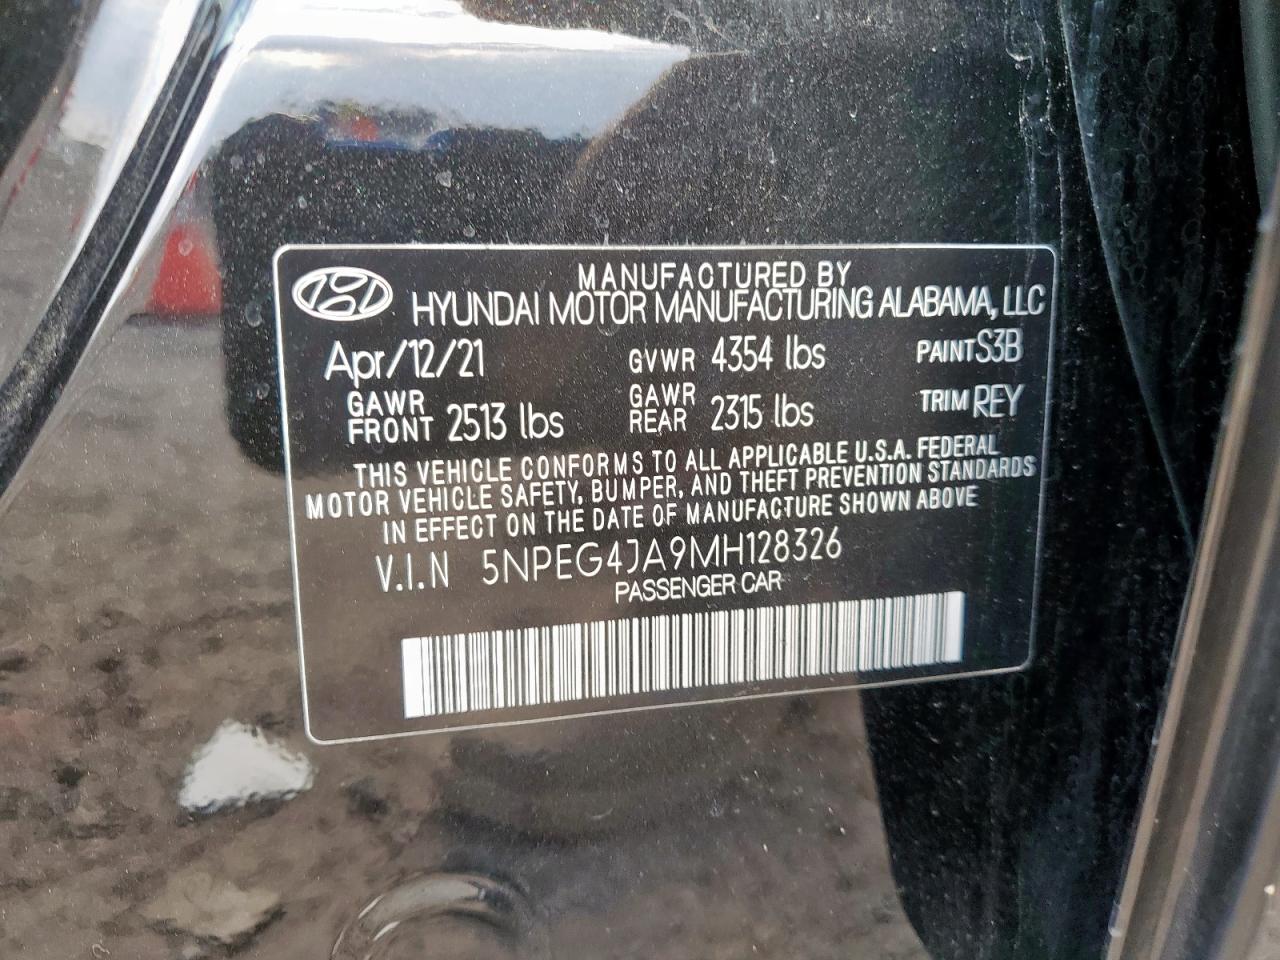 MANUFACTURED BY
HYUNDAI MOTOR MANUFACTURING ALABAMA, LLC
Apr/12/21 GVWR 4354 lbs PAINT S3B
GAWR FRONT 2513 lbs GAWR REAR 2315 lbs TRIM REY
THIS VEHICLE CONFORMS TO ALL APPLICABLE U.S.A. FEDERAL
MOTOR VEHICLE SAFETY, BUMPER, AND THEFT PREVENTION STANDARDS
IN EFFECT ON THE DATE OF MANUFACTURE SHOWN ABOVE
V.I.N 5NPEG4JA9MH128326
PASSENGER CAR